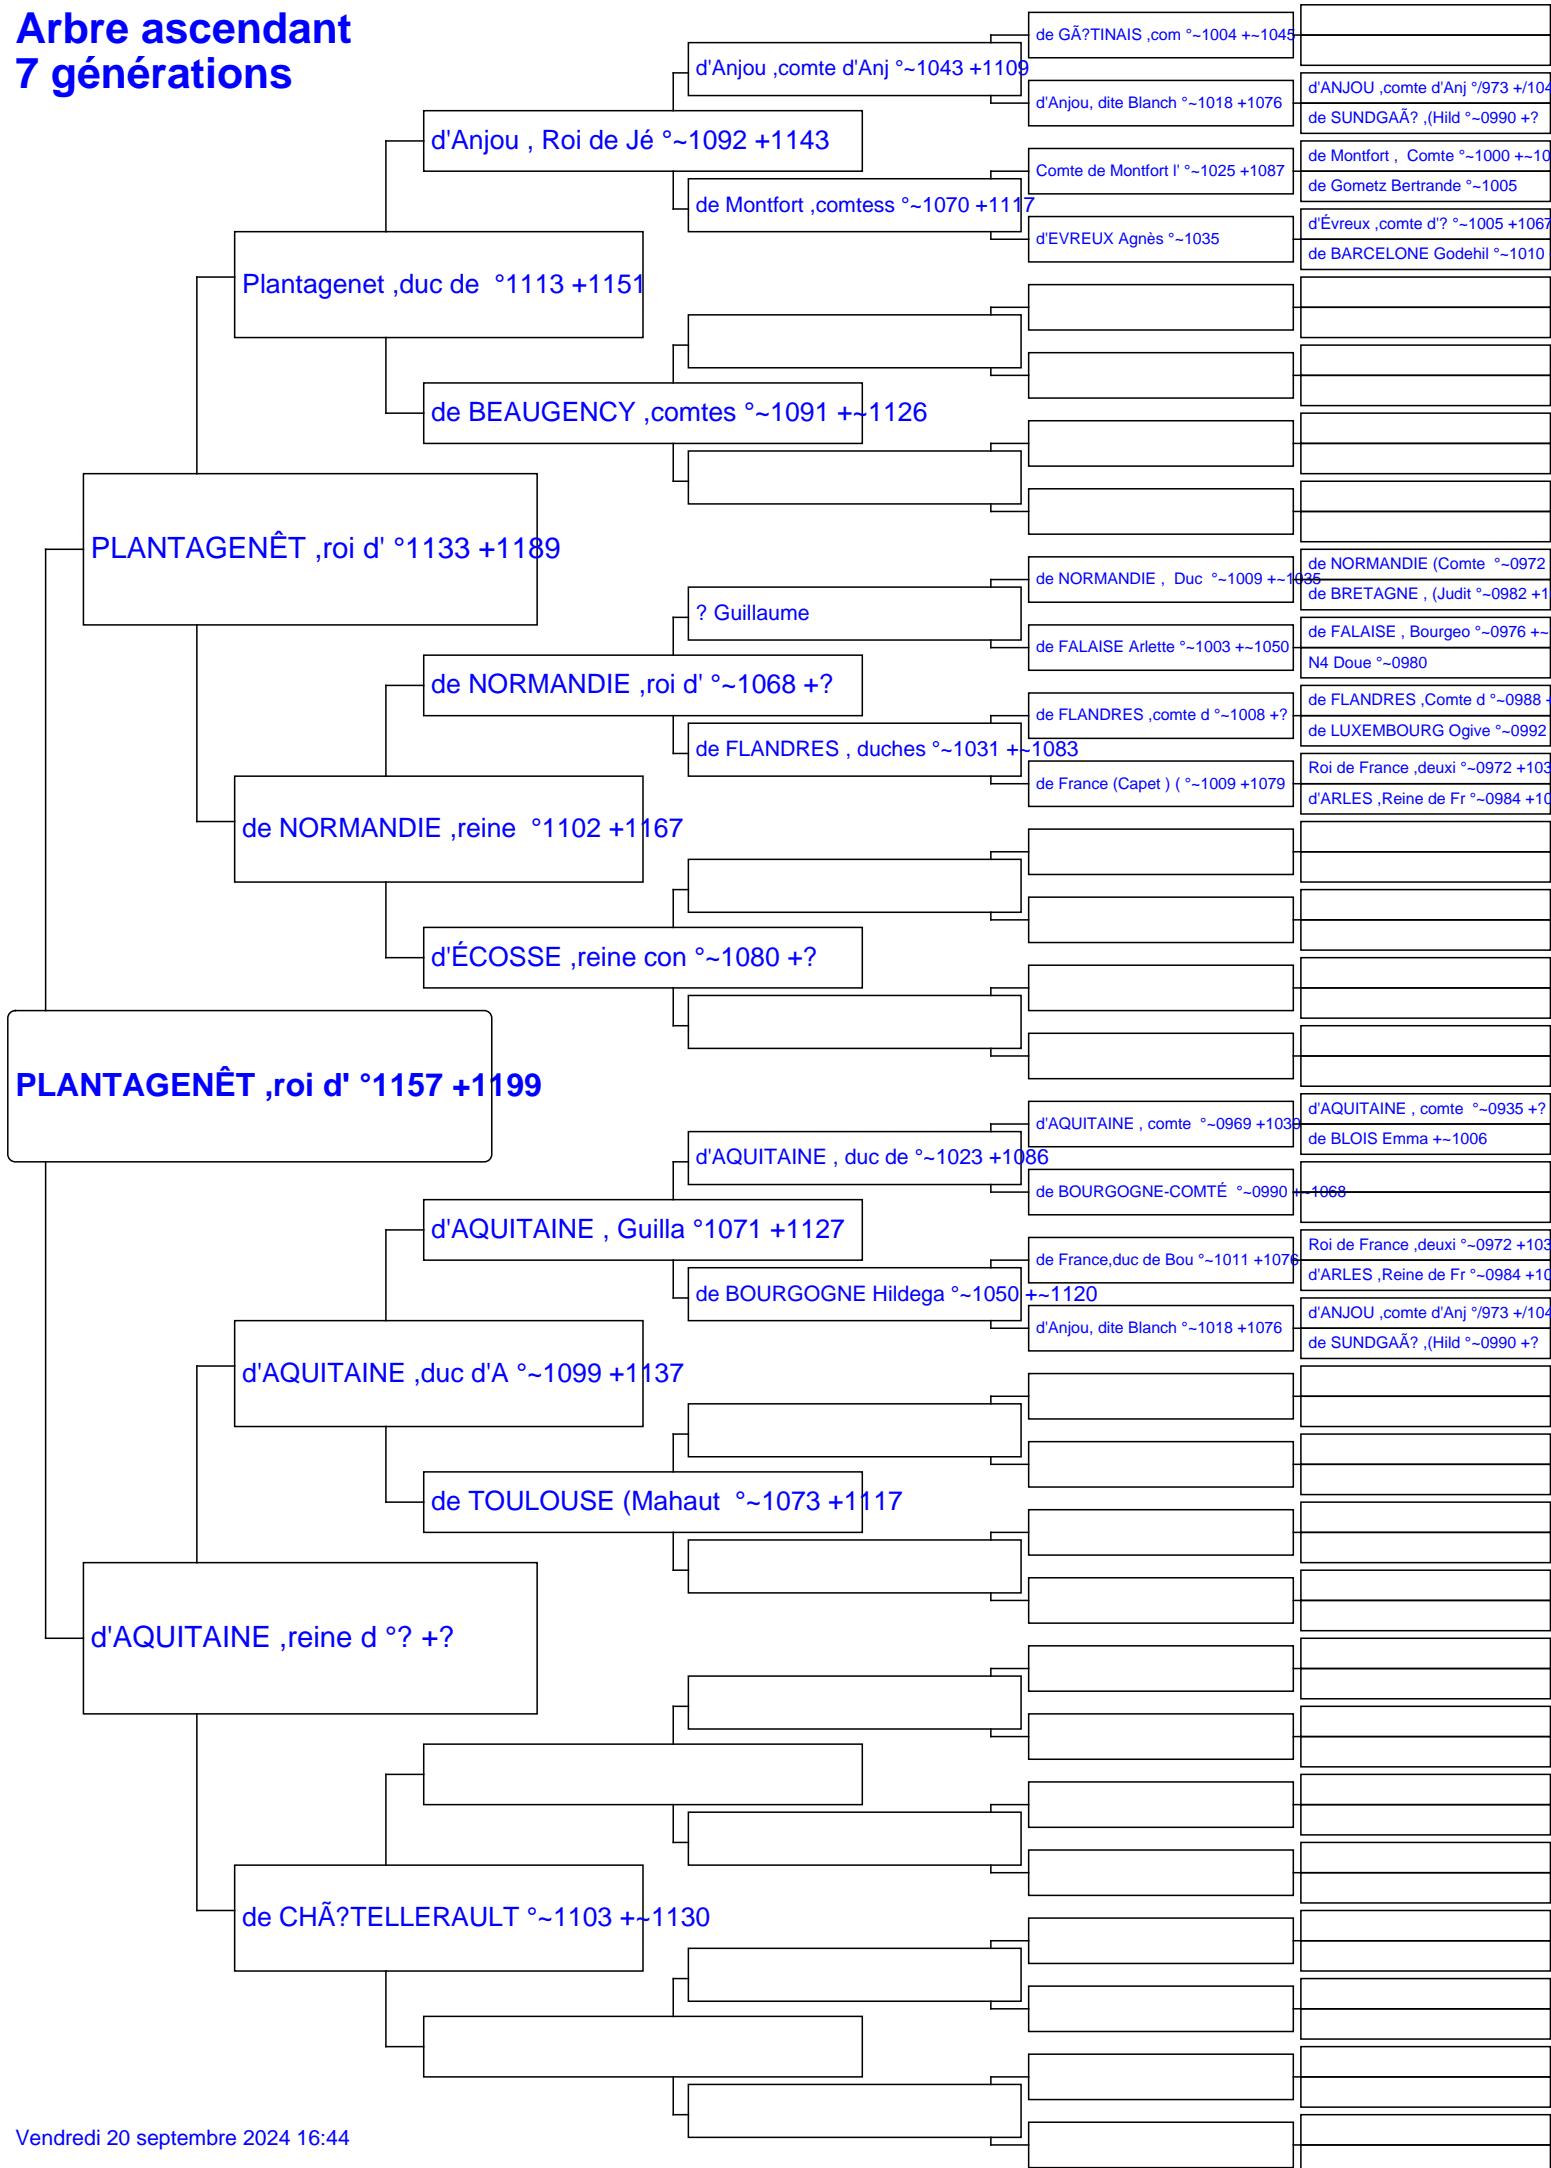 Arbre ascendant
7 générations
de GÃ?TINAIS ,com °~1004 +~1045
d'Anjou ,comte d'Anj °~1043 +1109
d'ANJOU ,comte d'Anj °/973 +/104
d'Anjou, dite Blanch °~1018 +1076
de SUNDGAÃ? ,(Hild °~0990 +?
d'Anjou , Roi de Jé °~1092 +1143
de Montfort , Comte °~1000 +~10
Comte de Montfort l' °~1025 +1087
de Gometz Bertrande °~1005
de Montfort ,comtess °~1070 +1117
d'Évreux ,comte d'? °~1005 +1067
d'EVREUX Agnès °~1035
de BARCELONE Godehil °~1010
Plantagenet ,duc de °1113 +1151
de BEAUGENCY ,comtes °~1091 +~1126
PLANTAGENÊT ,roi d' °1133 +1189
de NORMANDIE (Comte °~0972
de NORMANDIE , Duc °~1009 +~1035
de BRETAGNE , (Judit °~0982 +1
? Guillaume
de FALAISE , Bourgeo °~0976 +~
de FALAISE Arlette °~1003 +~1050
N4 Doue °~0980
de NORMANDIE ,roi d' °~1068 +?
de FLANDRES ,Comte d °~0988 +
de FLANDRES ,comte d °~1008 +?
de LUXEMBOURG Ogive °~0992
de FLANDRES , duches °~1031 +~1083
Roi de France ,deuxi °~0972 +103
de France (Capet ) ( °~1009 +1079
d'ARLES ,Reine de Fr °~0984 +10
de NORMANDIE ,reine °1102 +1167
d'ÉCOSSE ,reine con °~1080 +?
PLANTAGENÊT ,roi d' °1157 +1199
d'AQUITAINE , comte °~0935 +?
d'AQUITAINE , comte °~0969 +1030
de BLOIS Emma +~1006
d'AQUITAINE , duc de °~1023 +1086
de BOURGOGNE-COMTÉ °~0990 +~1068
d'AQUITAINE , Guilla °1071 +1127
Roi de France ,deuxi °~0972 +103
de France,duc de Bou °~1011 +1076
d'ARLES ,Reine de Fr °~0984 +10
de BOURGOGNE Hildega °~1050 +~1120
d'ANJOU ,comte d'Anj °/973 +/104
d'Anjou, dite Blanch °~1018 +1076
de SUNDGAÃ? ,(Hild °~0990 +?
d'AQUITAINE ,duc d'A °~1099 +1137
de TOULOUSE (Mahaut °~1073 +1117
d'AQUITAINE ,reine d °? +?
de CHÃ?TELLERAULT °~1103 +~1130
Vendredi 20 septembre 2024 16:44